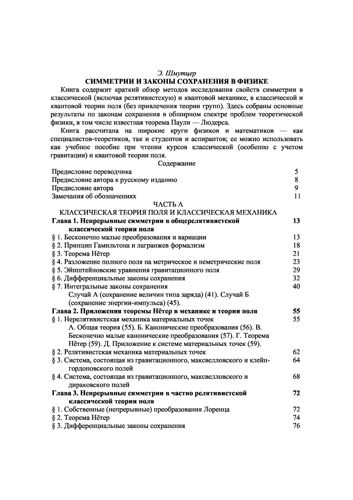 Э. Шмутцер
СИММЕТРИИ И ЗАКОНЫ СОХРАНЕНИЯ В ФИЗИКЕ
Книга содержит краткий обзор методов исследования свойств симметрии в
классической (включая релятивистскую) и квантовой механике, в классической и
квантовой теории поля (без привлечения теории групп). Здесь собраны основные
результаты по законам сохранения в обширном спектре проблем теоретической
физики, в том числе известная теорема Паули — Людерса.
Книга рассчитана на широкие круги физиков и математиков — как
специалистов-теоретиков, так и студентов и аспирантов; ее можно использовать
как учебное пособие при чтении курсов классической (особенно с учетом
гравитации) и квантовой теории поля.
Содержание
Предисловие переводчика 5
Предисловие автора к русскому изданию 8
Предисловие автора 9
Замечания об обозначениях 11
ЧАСТЬ А
КЛАССИЧЕСКАЯ ТЕОРИЯ ПОЛЯ И КЛАССИЧЕСКАЯ МЕХАНИКА
Глава 1. Непрерывные симметрии в общерелятивистской 13
классической теории поля
§ 1. Бесконечно малые преобразования и вариации 13
§ 2. Принцип Гамильтона и лагранжев формализм 18
§ 3. Теорема Нётер 21
§ 4. Разложение полного поля на метрическое и неметрические поля 23
§ 5. Эйнштейновские уравнения гравитационного поля 29
§ 6. Дифференциальные законы сохранения 32
§ 7. Интегральные законы сохранения 40
Случай А (сохранение величин типа заряда) (41). Случай Б
(сохранение энергии-импульса) (45).
Глава 2. Приложения теоремы Нётер в механике и теории поля 55
§ 1. Нерелятивистская механика материальных точек 55
А. Общая теория (55). Б. Канонические преобразования (56). В.
Бесконечно малые канонические преобразования (57). Г. Теорема
Нётер (59). Д. Приложение к системе материальных точек (59).
§ 2. Релятивистская механика материальных точек 62
§ 3. Система, состоящая из гравитационного, максвелловского и клейн- 64
гордоновского полей
§ 4. Система, состоящая из гравитационного, максвелловского и 68
дираковского полей
Глава 3. Непрерывные симметрии в частно релятивистской 72
классической теории поля
§ 1. Собственные (непрерывные) преобразования Лоренца 72
§ 2. Теорема Нётер 74
§ 3. Дифференциальные законы сохранения 76